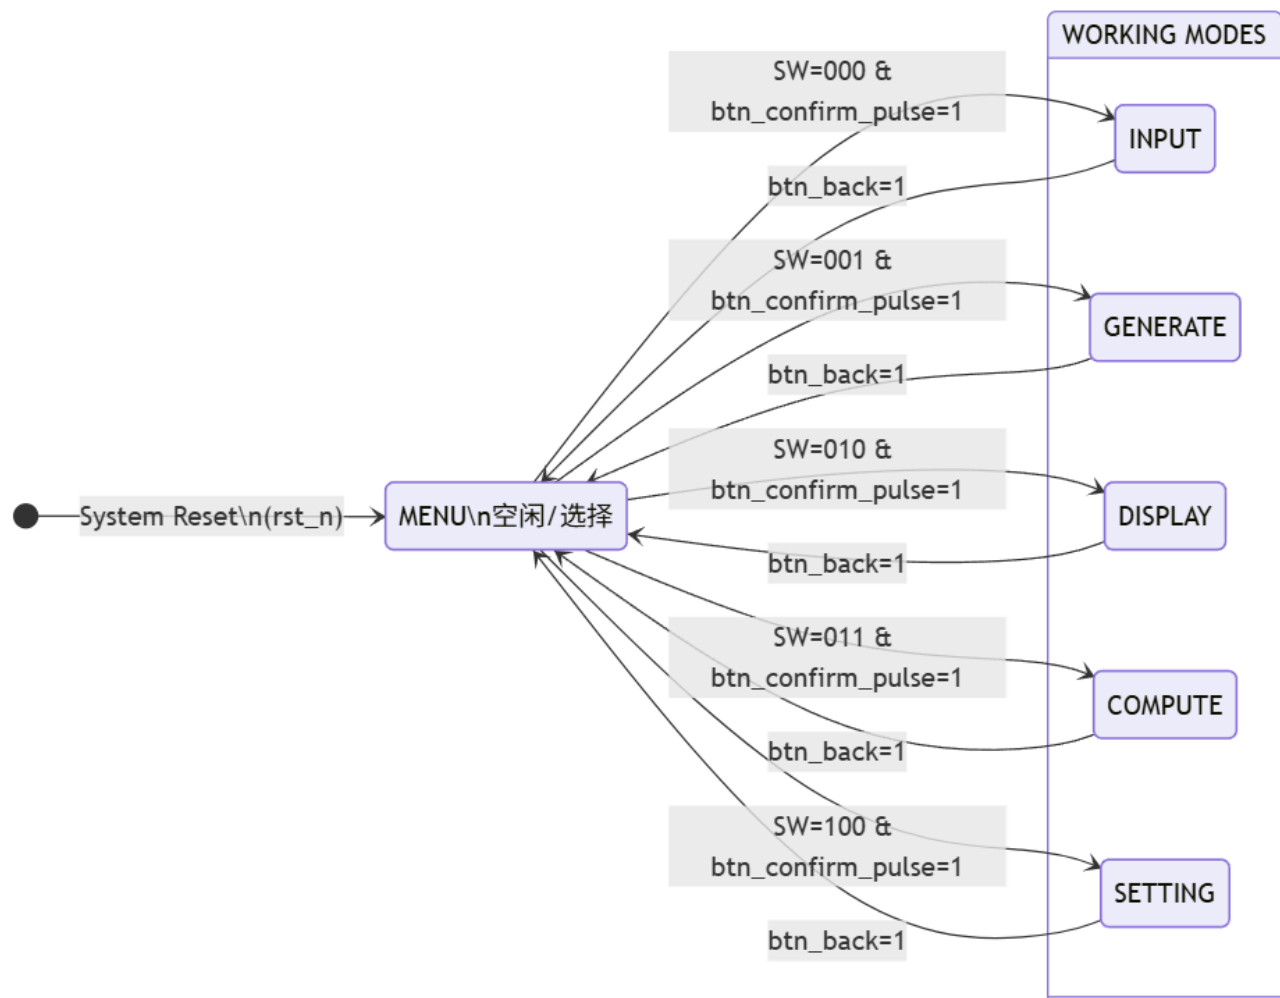 WORKING MODES
SW=000 &
btn_confirm_pulse=1
INPUT
btn_back=1
SW=001 &
btn_confirm_pulse=1
GENERATE
btn_back=1
SW=010 &
btn_confirm_pulse=1
System Reset\n(rst_n)
MENU\n空闲/选择
DISPLAY
btn_back=1
SW=011 &
btn_confirm_pulse=1
COMPUTE
btn_back=1
SW=100 &
btn_confirm_pulse=1
SETTING
btn_back=1